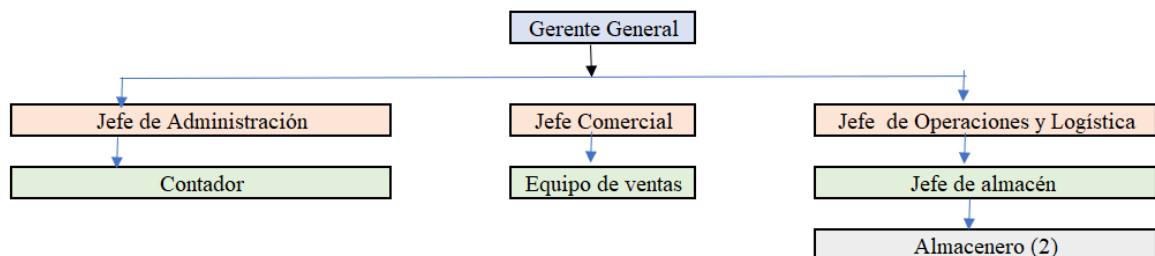 Gerente General
Jefe de Administración
Jefe Comercial
Jefe de Operaciones y Logística
Contador
Equipo de ventas
Jefe de almacén
Almacenero (2)